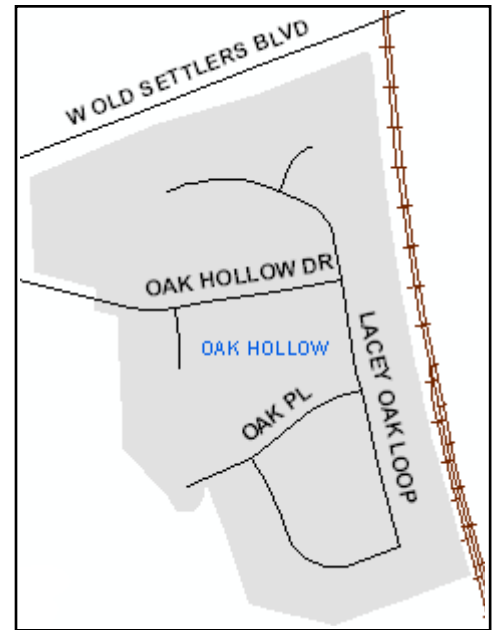 W OLD SETTLERS BLVD
OAK HOLLOW DR
OAK HOLLOW
LACEY OAK LOOP
OAK PL